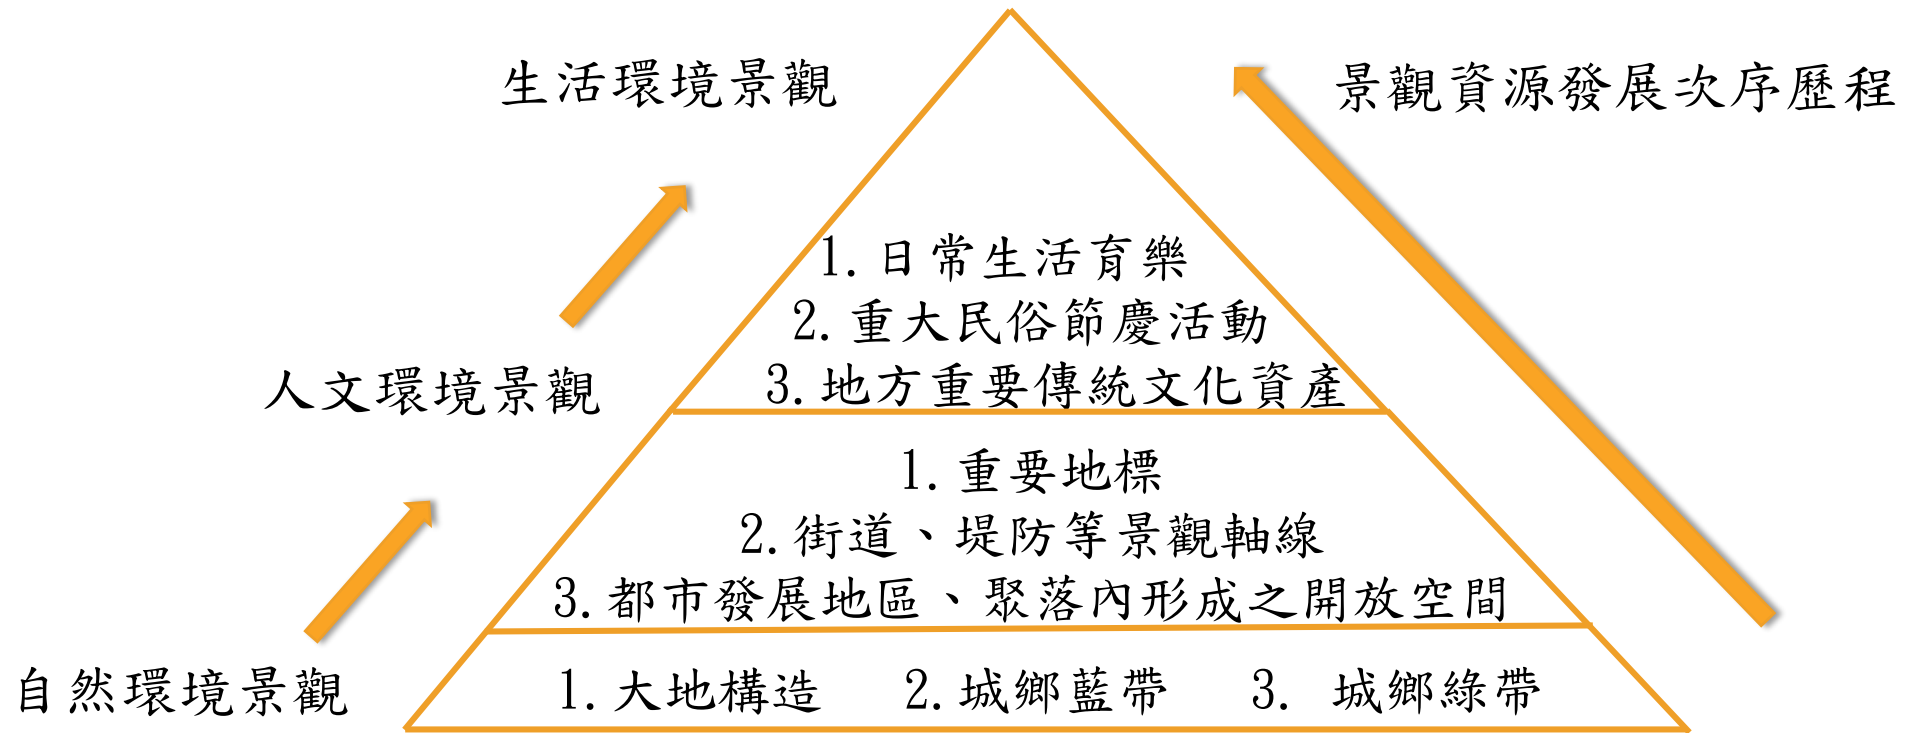 生活環境景觀
景觀資源發展次序歷程
1.日常生活育樂
2.重大民俗節慶活動
3.地方重要傳統文化資產
人文環境景觀
1.重要地標
2.街道、堤防等景觀軸線
3.都市發展地區、聚落內形成之開放空間
自然環境景觀
1.大地構造 2.城鄉藍帶 3. 城鄉綠帶